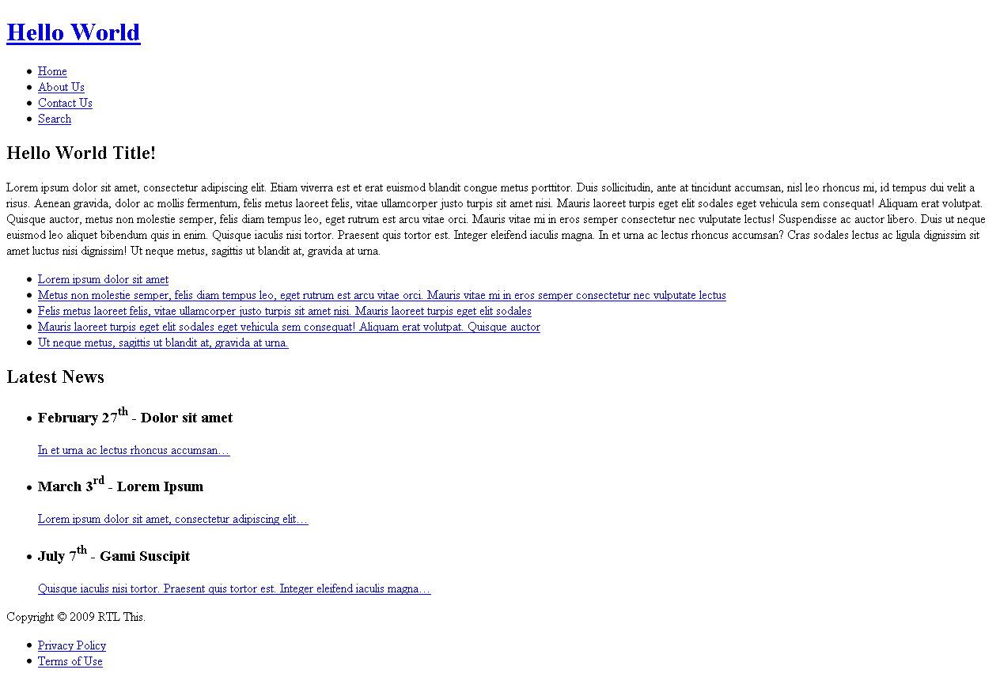 Hello World
Home
About Us
Contact Us
Search
Hello World Title!
Lorem ipsum dolor sit amet, consectetur adipiscing elit. Etiam viverra est et erat euismod blandit congue metus porttitor. Duis sollicitudin, ante at tincidunt accumsan, nisl leo rhoncus mi, id tempus dui velit a
risus. Aenean gravida, dolor ac mollis fermentum, felis metus laoreet felis, vitae ullamcorper justo turpis sit amet nisi. Mauris laoreet turpis eget elit sodales eget vehicula sem consequat! Aliquam erat volutpat.
Quisque auctor, metus non molestie semper, felis diam tempus leo, eget rutrum est arcu vitae orci. Mauris vitae mi in eros semper consectetur nec vulputate lectus! Suspendisse ac auctor libero. Duis ut neque
euismod leo aliquet bibendum quis in enim. Quisque iaculis nisi tortor. Praesent quis tortor est. Integer eleifend iaculis magna. In et urna ac lectus rhoncus accumsan? Cras sodales lectus ac ligula dignissim sit
amet luctus nisi dignissim! Ut neque metus, sagittis ut blandit at, gravida at urna.
Lorem ipsum dolor sit amet
Metus non molestie semper, felis diam tempus leo, eget rutrum est arcu vitae orci. Mauris vitae mi in eros semper consectetur nec vulputate lectus
Felis metus laoreet felis, vitae ullamcorper justo turpis sit amet nisi. Mauris laoreet turpis eget elit sodales
Mauris laoreet turpis eget elit sodales eget vehicula sem consequat! Aliquam erat volutpat. Quisque auctor
Ut neque metus, sagittis ut blandit at, gravida at urna.
Latest News
February 27th - Dolor sit amet
In et urna ac lectus rhoncus accumsan…
March 3rd - Lorem Ipsum
Lorem ipsum dolor sit amet, consectetur adipiscing elit…
July 7th - Gami Suscipit
Quisque iaculis nisi tortor. Praesent quis tortor est. Integer eleifend iaculis magna…
Copyright © 2009 RTL This.
Privacy Policy
Terms of Use